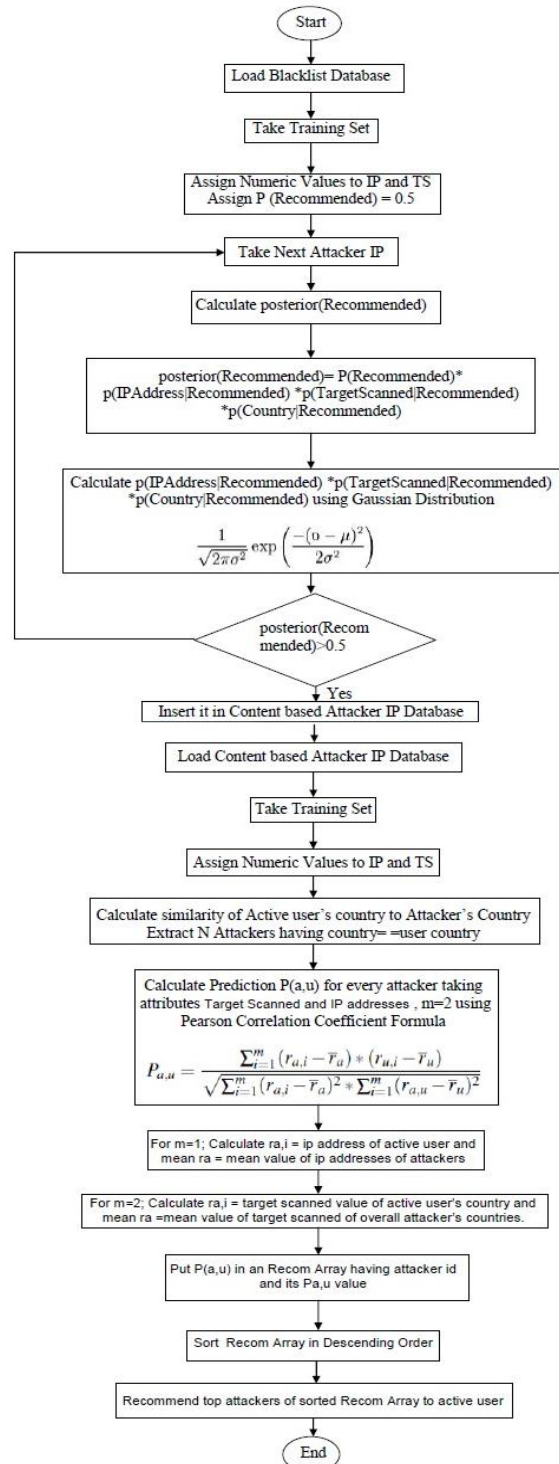 Start
Load Blacklist Database
Take Training Set
Assign Numeric Values to IP and TS
Assign P (Recommended) = 0.5
Take Next Attacker IP
Calculate posterior(Recommended)
posterior(Recommended)= P(Recommended)*
p(IPAddress|Recommended) *p(TargetScanned|Recommended)
*p(Country|Recommended)
Calculate p(IPAddress|Recommended) *p(TargetScanned|Recommended)
*p(Country|Recommended) using Gaussian Distribution
1/√(2πσ²) exp(−(o − μ)²/2σ²)
posterior(Recom
mended)>0.5
Yes
Insert it in Content based Attacker IP Database
Load Content based Attacker IP Database
Take Training Set
Assign Numeric Values to IP and TS
Calculate similarity of Active user's country to Attacker's Country
Extract N Attackers having country= =user country
Calculate Prediction P(a,u) for every attacker taking
attributes Target Scanned and IP addresses , m=2 using
Pearson Correlation Coefficient Formula
P_{a,u} = ∑_{i=1}^{m}(r_{a,i} − r̅_a) * (r_{u,i} − r̅_u) / √(∑_{i=1}^{m}(r_{a,i} − r̅_a)² * ∑_{i=1}^{m}(r_{a,u} − r̅_u)²)
For m=1; Calculate ra,i = ip address of active user and
mean ra = mean value of ip addresses of attackers
For m=2; Calculate ra,i = target scanned value of active user's country and
mean ra =mean value of target scanned of overall attacker's countries.
Put P(a,u) in an Recom Array having attacker id
and its Pa,u value
Sort Recom Array in Descending Order
Recommend top attackers of sorted Recom Array to active user
End